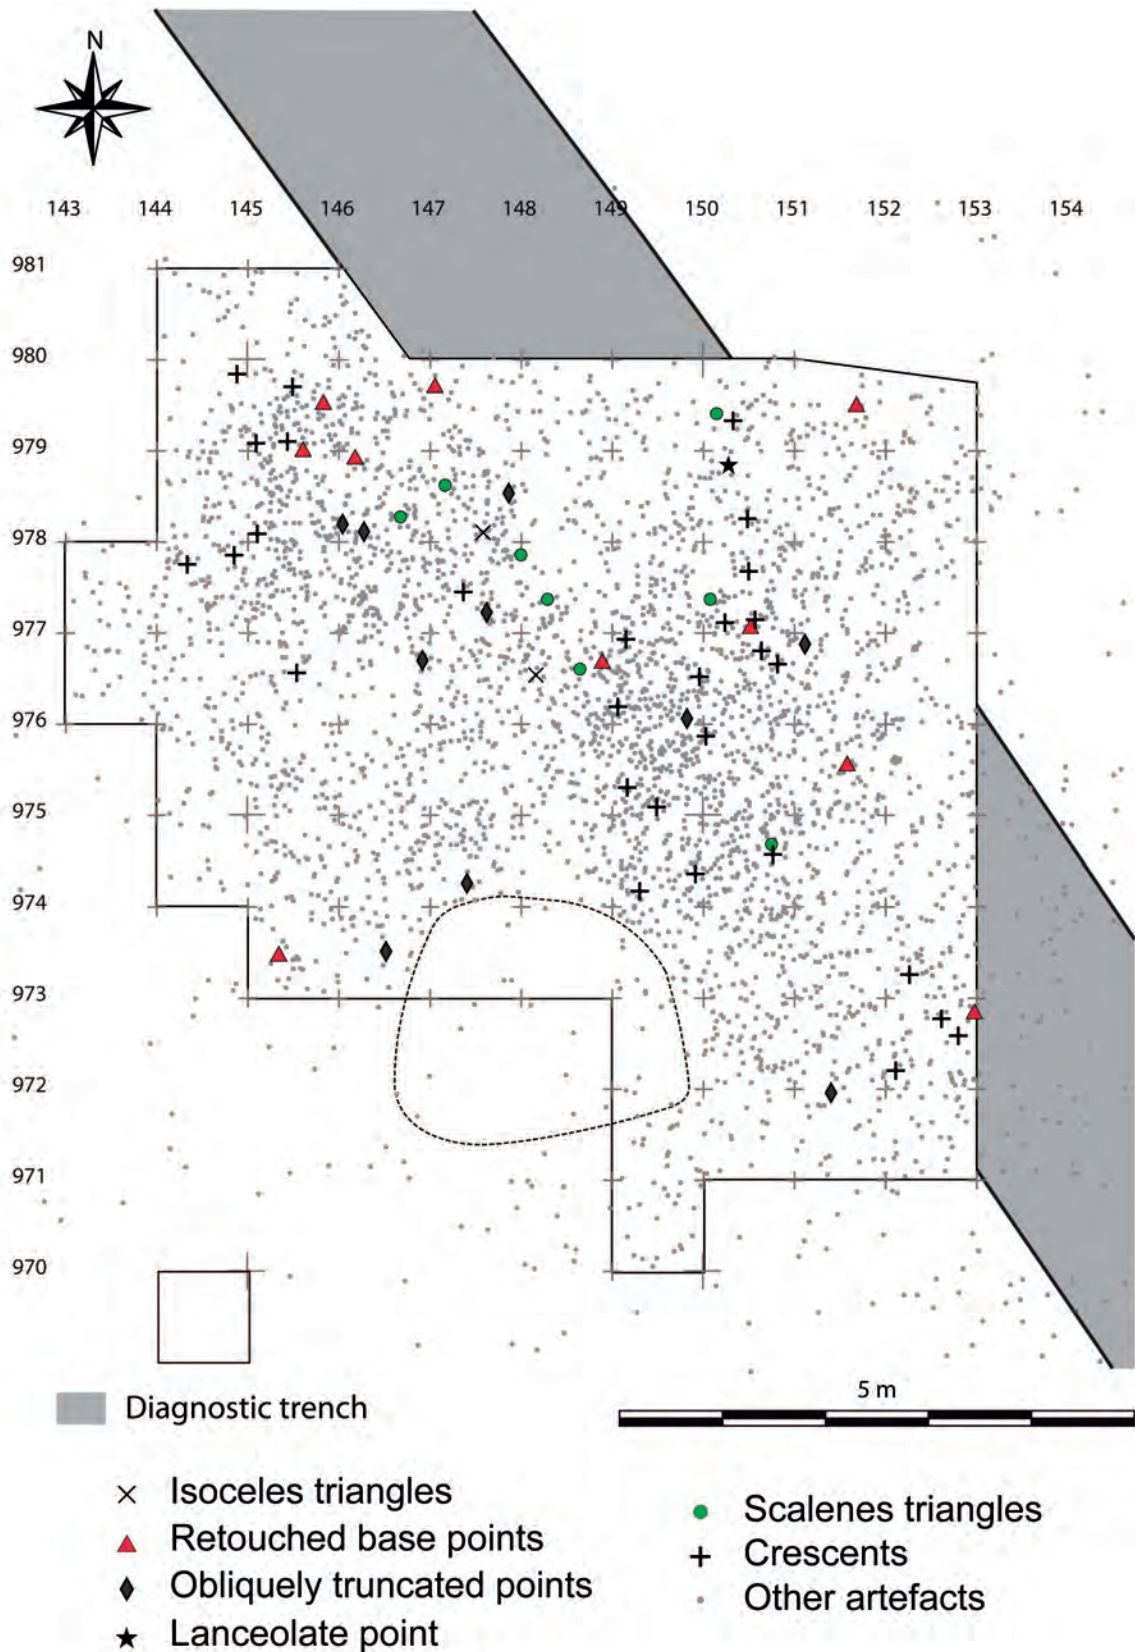 N
143 144 145 146 147 148 149 150 151 152 153 154
981
980
979
978
977
976
975
974
973
972
971
970
5 m
Diagnostic trench
Isoceles triangles
Retouched base points
Obliquely truncated points
Lanceolate point
Scalenes triangles
Crescents
Other artefacts